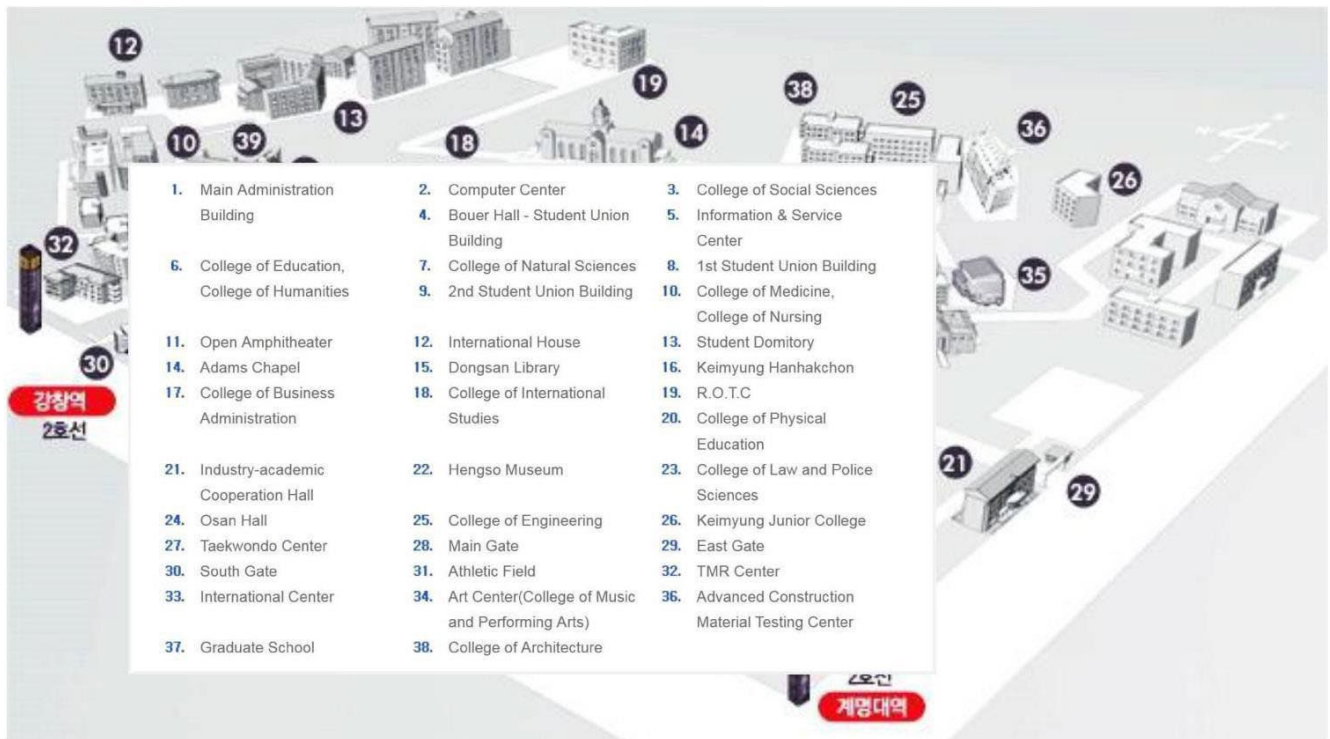 12
19
13
38
25
10
39
18
14
36
26
32
35
30
강창역
2호선
21
29
1. Main Administration
Building
2. Computer Center
3. College of Social Sciences
4. Bouer Hall - Student Union
Building
5. Information & Service
Center
6. College of Education,
College of Humanities
7. College of Natural Sciences
8. 1st Student Union Building
9. 2nd Student Union Building
10. College of Medicine,
College of Nursing
11. Open Amphitheater
12. International House
13. Student Domitory
14. Adams Chapel
15. Dongsan Library
16. Keimyung Hanhakchon
17. College of Business
Administration
18. College of International
Studies
19. R.O.T.C
20. College of Physical
Education
21. Industry-academic
Cooperation Hall
22. Hengso Museum
23. College of Law and Police
Sciences
24. Osan Hall
25. College of Engineering
26. Keimyung Junior College
27. Taekwondo Center
28. Main Gate
29. East Gate
30. South Gate
31. Athletic Field
32. TMR Center
33. International Center
34. Art Center(College of Music
and Performing Arts)
36. Advanced Construction
Material Testing Center
37. Graduate School
38. College of Architecture
2호선
계명대역